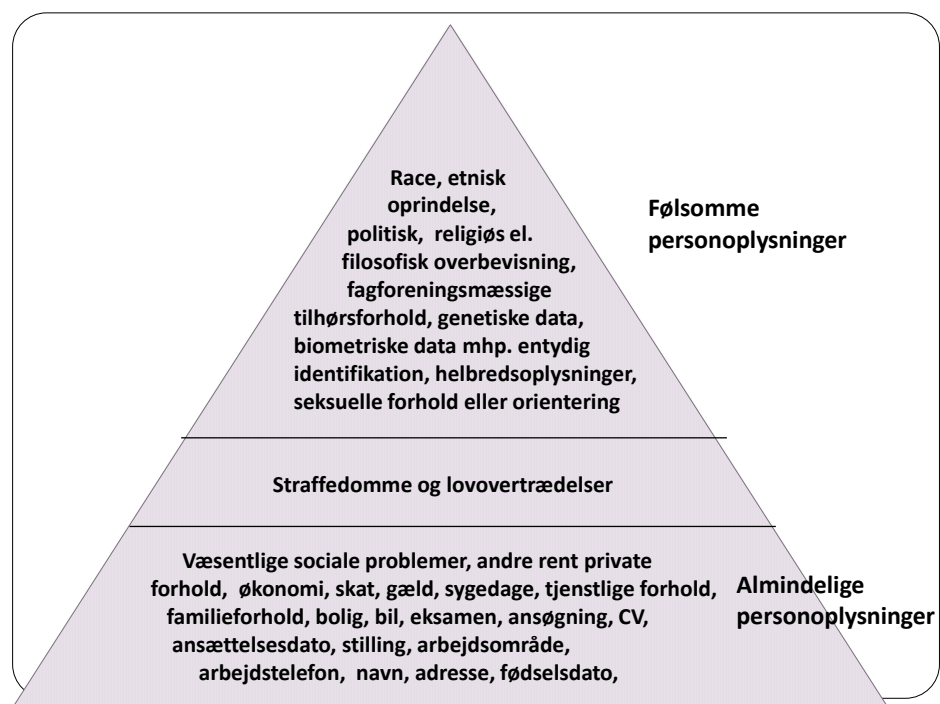 Race, etnisk
oprindelse,
politisk, religiøs el.
filosofisk overbevisning,
fagforeningsmæssige
tilhørsforhold, genetiske data,
biometriske data mhp. entydig
identifikation, helbredsoplysninger,
seksuelle forhold eller orientering
Følsomme
personoplysninger
Straffedomme og lovovertrædelser
Væsentlige sociale problemer, andre rent private
forhold, økonomi, skat, gæld, sygedage, tjenstlige forhold,
familieforhold, bolig, bil, eksamen, ansøgning, CV,
ansættelsesdato, stilling, arbejdsområde,
arbejdstelefon, navn, adresse, fødselsdato,
Almindelige
personoplysninger